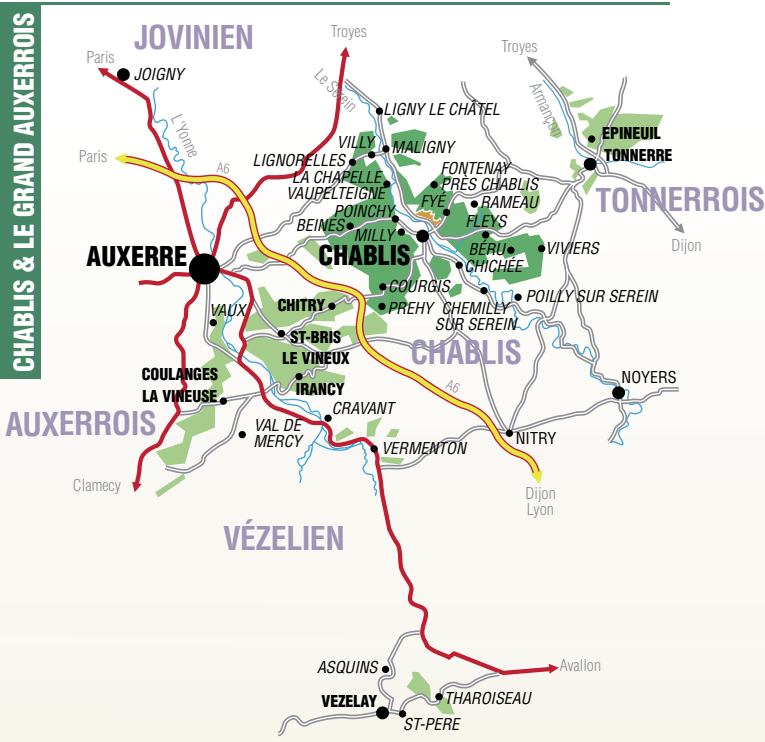 CHABLIS & LE GRAND AUXERROIS
JOVINIEN
Troyes
Paris
JOIGNY
Le Serein
Troyes
Armançon
L'Yonne
LIGNY LE CHÂTEL
EPINEUIL
TONNERRE
Paris
A6
VILLY
MALIGNY
LIGNORELLES
LA CHAPELLE
VAUPELTEIGNE
FONTENAY
PRÈS CHABLIS
FYÉ
RAMEAU
TONNERROIS
POINCHY
FLEYS
BEINES
MILLY
Dijon
AUXERRE
CHABLIS
BÉRU
VIVIERS
CHICHÉE
COURGIS
POILLY SUR SEREIN
VAUX
CHITRY
PREHY
CHEMILLY
SUR SEREIN
ST-BRIS
LE VINEUX
CHABLIS
COULANGES
LA VINEUSE
IRANCY
A6
NOYERS
AUXERROIS
CRAVANT
VAL DE
MERCY
NITRY
VERMENTON
Clamecy
Dijon
Lyon
VÉZELIEN
ASQUINS
Avallon
VEZELAY
THAROISEAU
ST-PERE